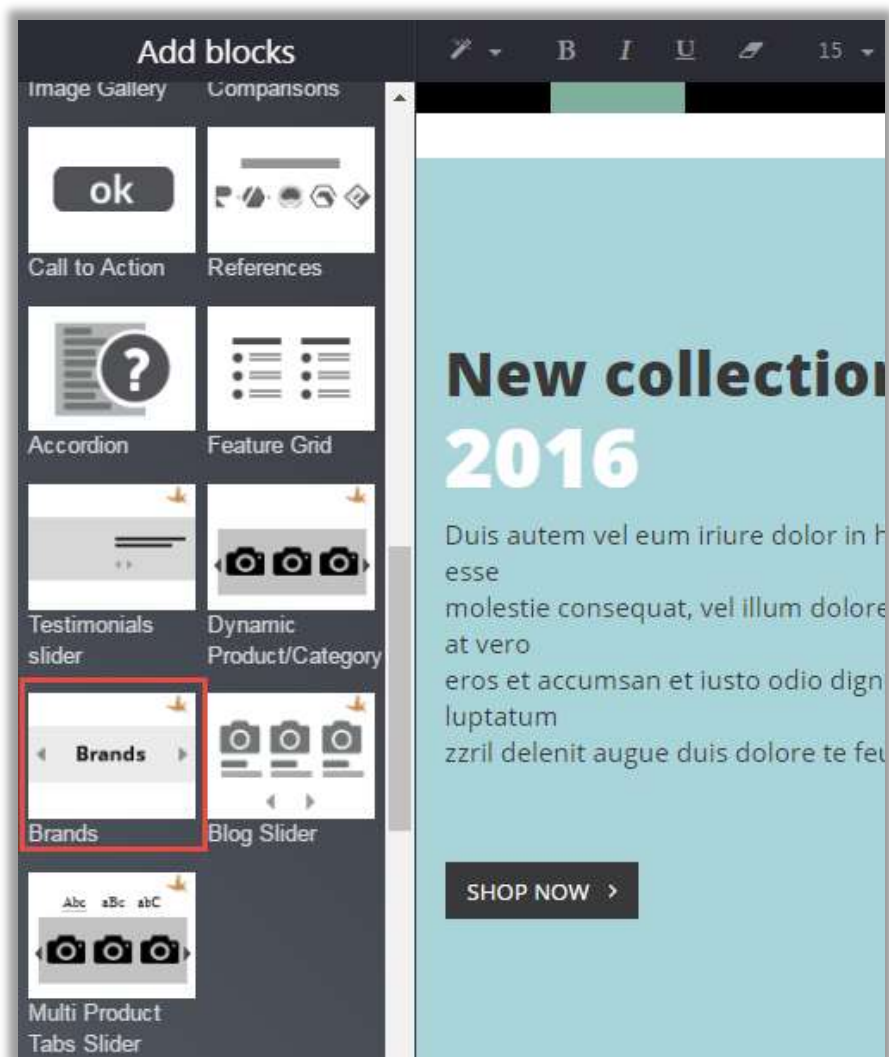 Add blocks
B I U 15
Image Gallery Comparisons
ok
Call to Action References
?
Accordion Feature Grid
Testimonials
slider
Dynamic
Product/Category
Brands
Brands Blog Slider
Abc aBc abC
Multi Product
Tabs Slider
New collection
2016
Duis autem vel eum iriure dolor in h
esse
molestie consequat, vel illum dolore
at vero
eros et accumsan et iusto odio dign
luptatum
zzril delenit augue duis dolore te feu
SHOP NOW >